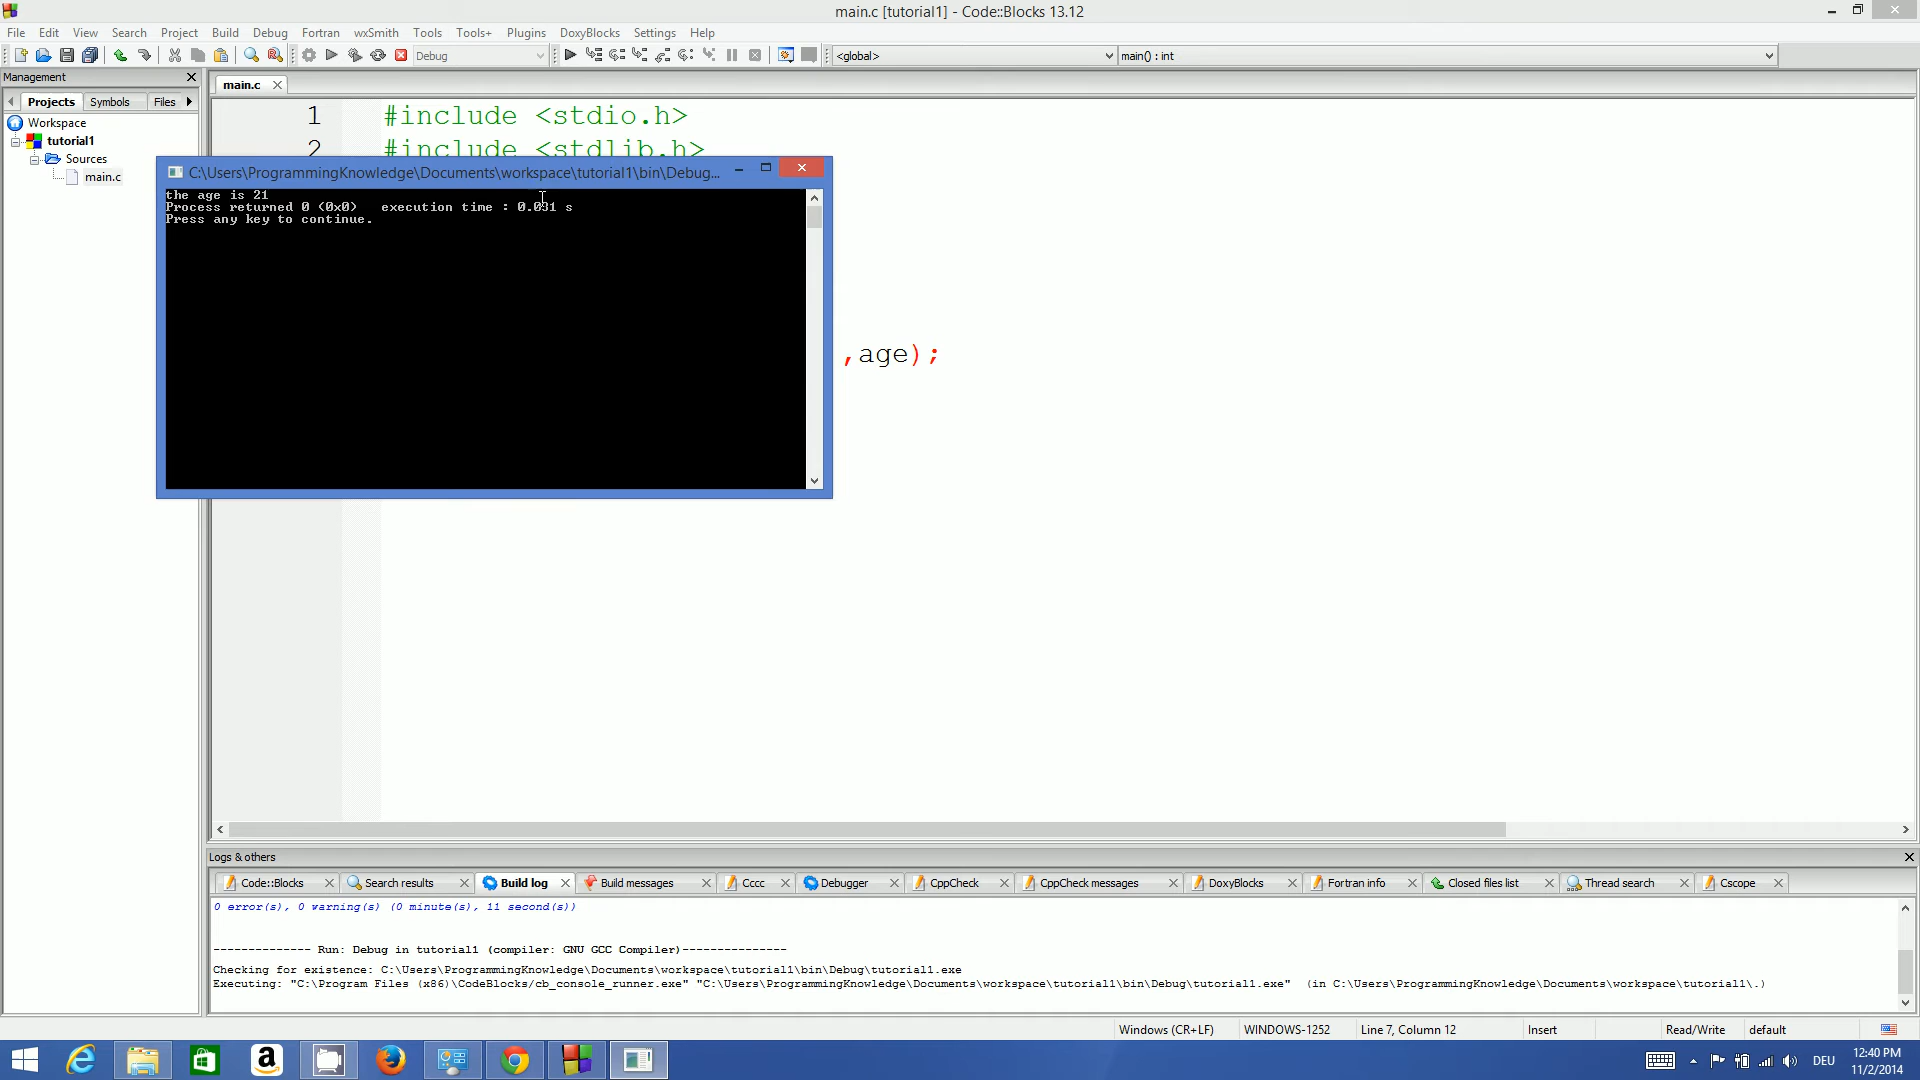 main.c [tutorial1] - Code::Blocks 13.12
File Edit View Search Project Build Debug Fortran wxSmith Tools Tools+ Plugins DoxyBlocks Settings Help
Debug <global> main() : int
Management
main.c
Projects Symbols Files
Workspace
tutorial1
Sources
main.c
1 #include <stdio.h>
2 #include <stdlib.h>
C:\Users\ProgrammingKnowledge\Documents\workspace\tutorial1\bin\Debug...
the age is 21
Process returned 0 (0x0)   execution time : 0.031 s
Press any key to continue.
,age);
Logs & others
Code::Blocks Search results Build log Build messages Cccc Debugger CppCheck CppCheck messages DoxyBlocks Fortran info Closed files list Thread search Cscope
0 error(s), 0 warning(s) (0 minute(s), 11 second(s))
-------------- Run: Debug in tutorial1 (compiler: GNU GCC Compiler)---------------
Checking for existence: C:\Users\ProgrammingKnowledge\Documents\workspace\tutorial1\bin\Debug\tutorial1.exe
Executing: "C:\Program Files (x86)\CodeBlocks/cb_console_runner.exe" "C:\Users\ProgrammingKnowledge\Documents\workspace\tutorial1\bin\Debug\tutorial1.exe"  (in C:\Users\ProgrammingKnowledge\Documents\workspace\tutorial1\.)
Windows (CR+LF) WINDOWS-1252 Line 7, Column 12 Insert Read/Write default
DEU
12:40 PM
11/2/2014